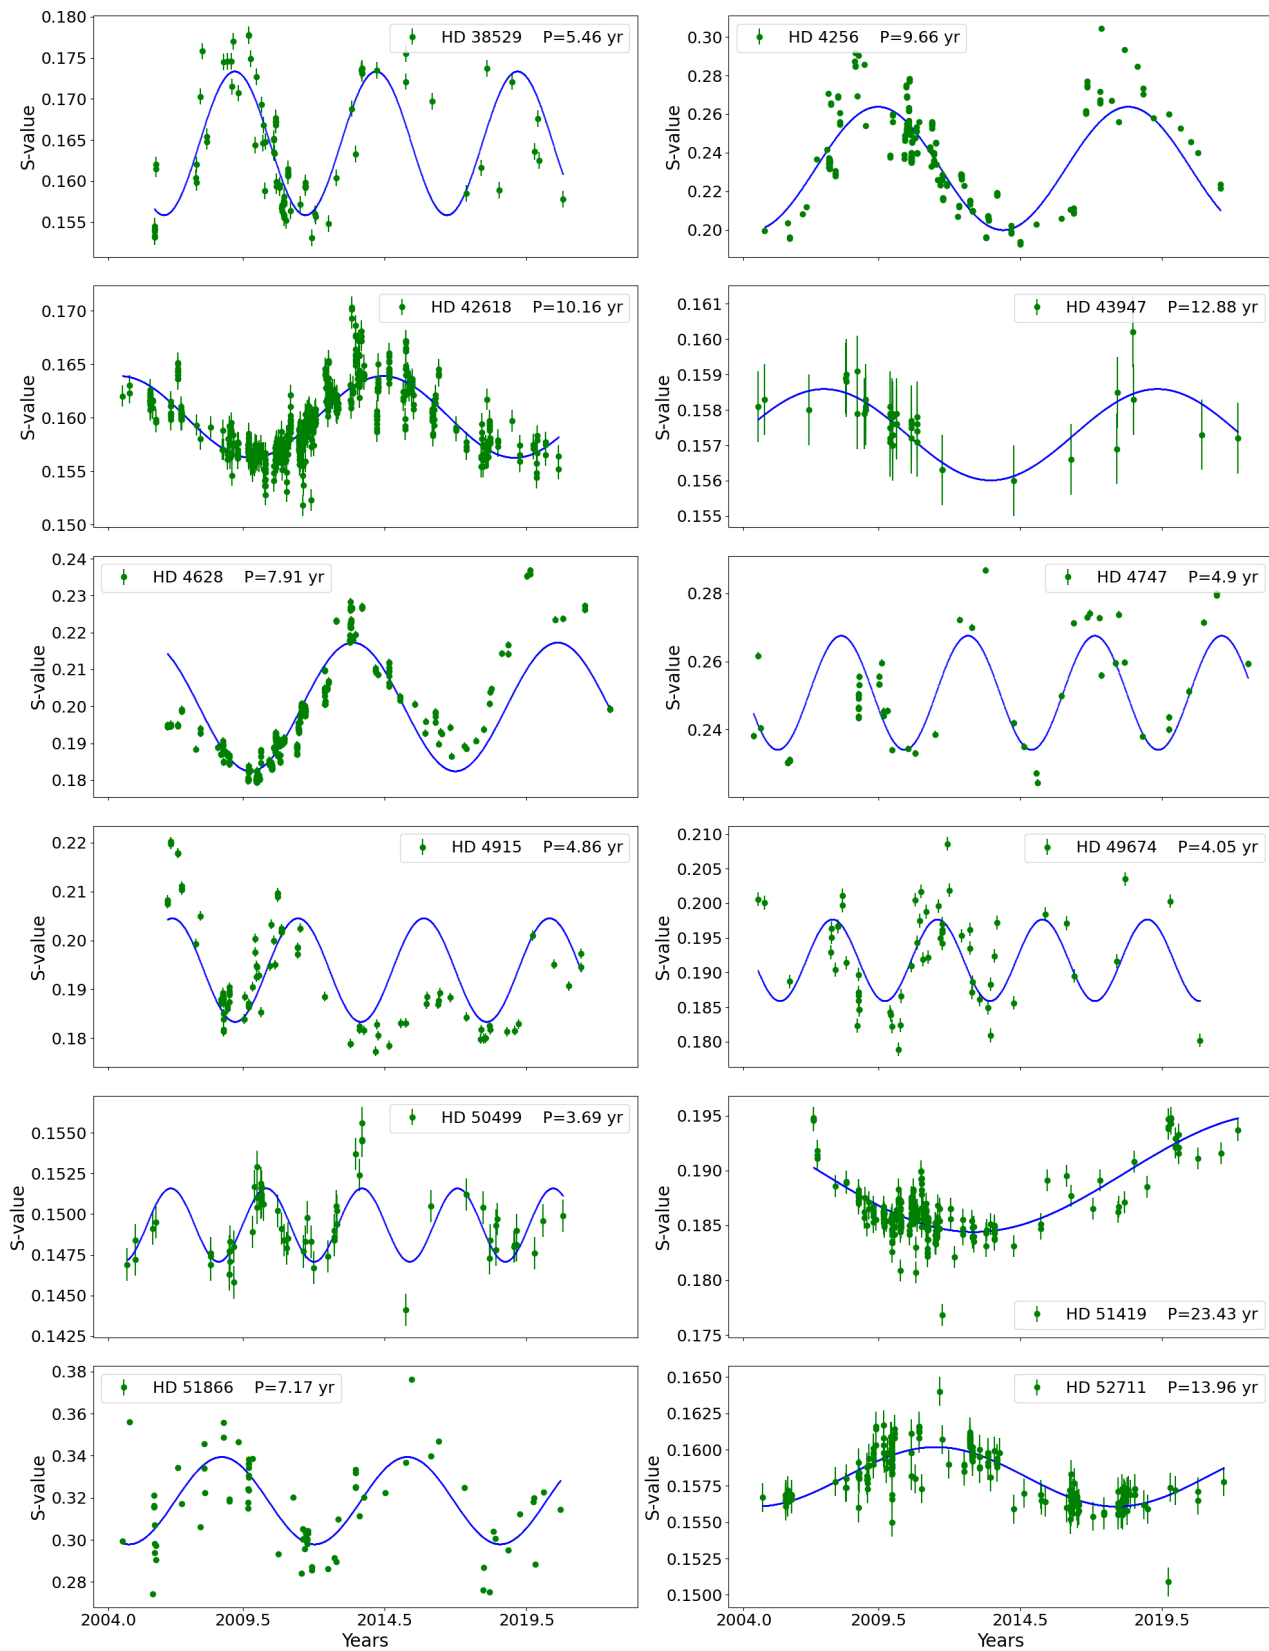 HD 38529 P=5.46 yr
S-value
0.180
0.175
0.170
0.165
0.160
0.155
HD 4256 P=9.66 yr
S-value
0.30
0.28
0.26
0.24
0.22
0.20
HD 42618 P=10.16 yr
S-value
0.170
0.165
0.160
0.155
0.150
HD 43947 P=12.88 yr
S-value
0.161
0.160
0.159
0.158
0.157
0.156
0.155
HD 4628 P=7.91 yr
S-value
0.24
0.23
0.22
0.21
0.20
0.19
0.18
HD 4747 P=4.9 yr
S-value
0.28
0.26
0.24
HD 4915 P=4.86 yr
S-value
0.22
0.21
0.20
0.19
0.18
HD 49674 P=4.05 yr
S-value
0.210
0.205
0.200
0.195
0.190
0.185
0.180
HD 50499 P=3.69 yr
S-value
0.1550
0.1525
0.1500
0.1475
0.1450
0.1425
HD 51419 P=23.43 yr
S-value
0.195
0.190
0.185
0.180
0.175
HD 51866 P=7.17 yr
S-value
0.38
0.36
0.34
0.32
0.30
0.28
2004.0 2009.5 2014.5 2019.5
Years
HD 52711 P=13.96 yr
S-value
0.1650
0.1625
0.1600
0.1575
0.1550
0.1525
0.1500
2004.0 2009.5 2014.5 2019.5
Years